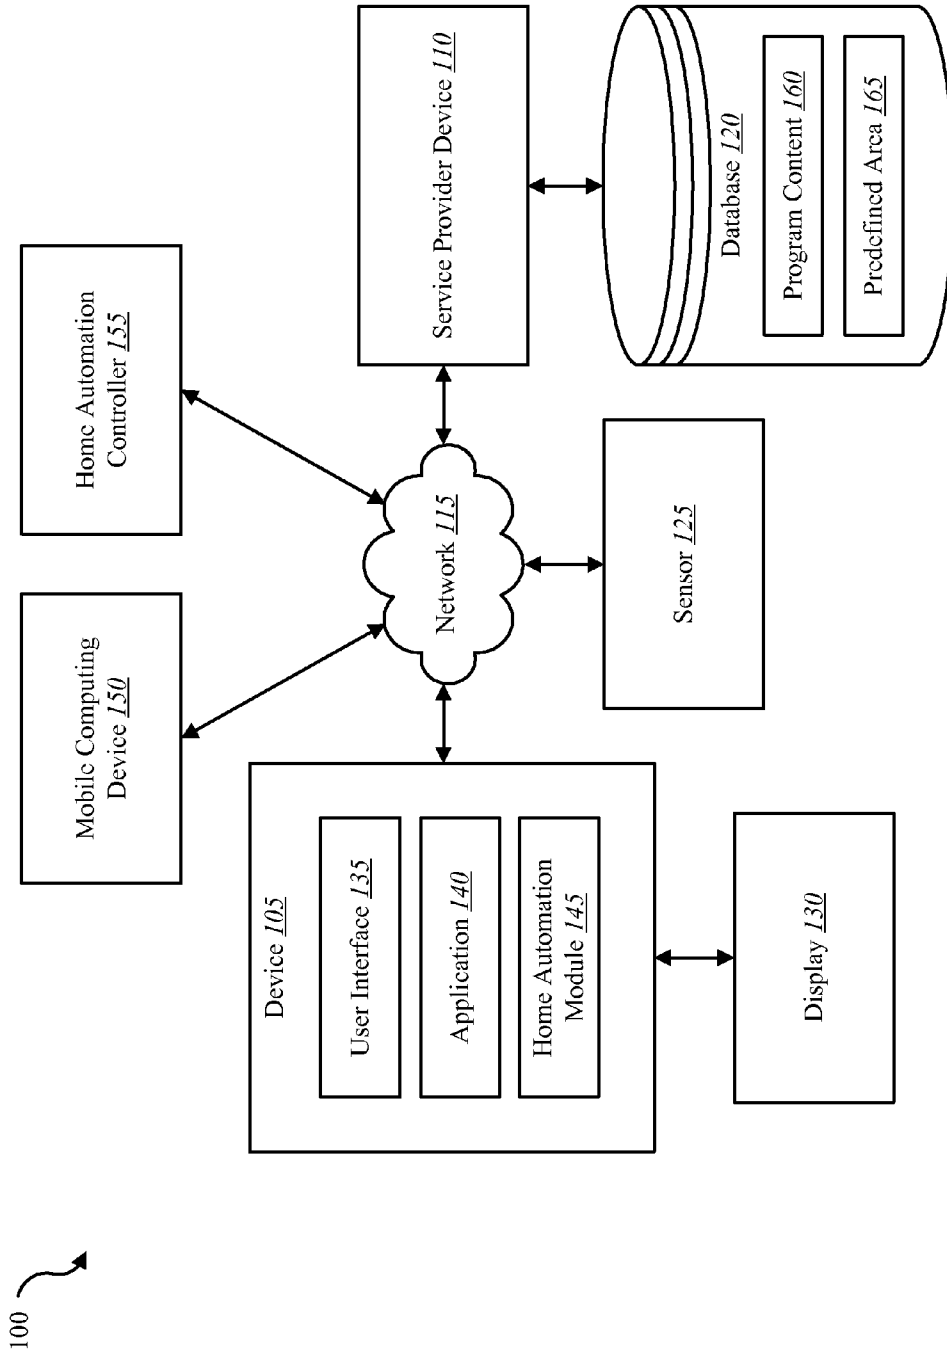 100
Mobile Computing
Device 150
Home Automation
Controller 155
Device 105
User Interface 135
Application 140
Home Automation
Module 145
Network 115
Service Provider Device 110
Display 130
Sensor 125
Database 120
Program Content 160
Predefined Area 165